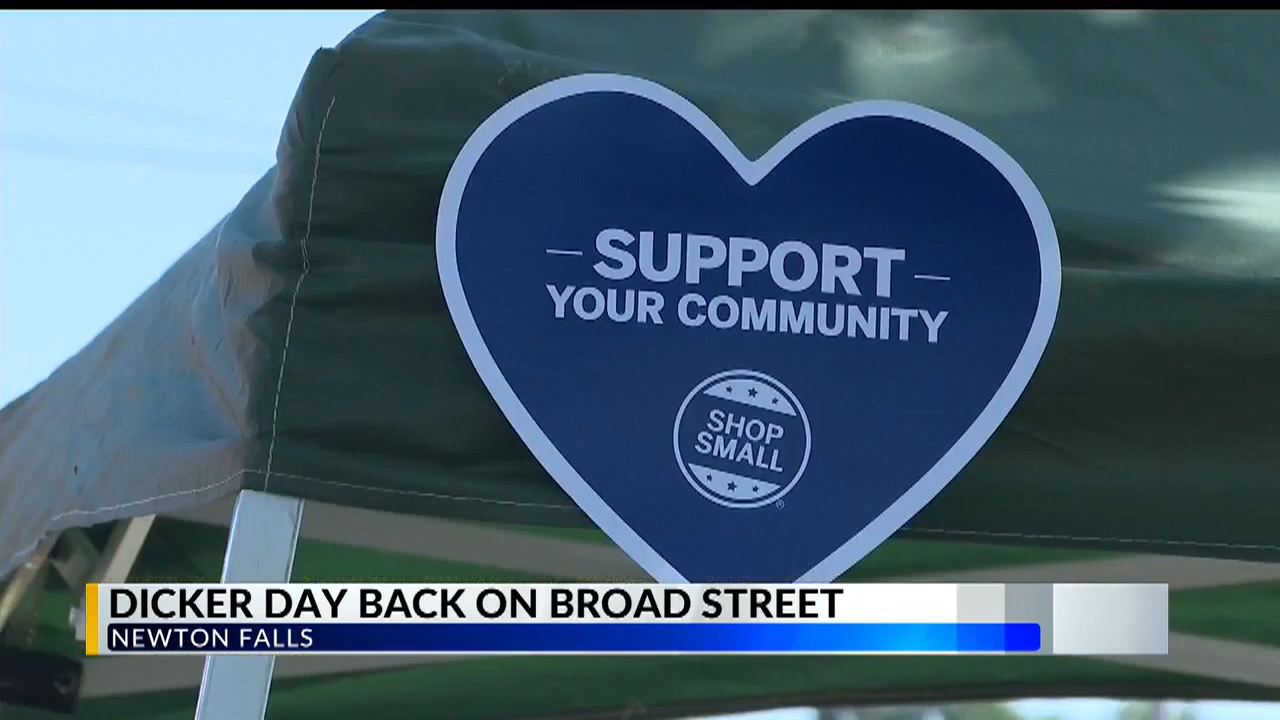 – SUPPORT –
YOUR COMMUNITY
SHOP
SMALL
®
DICKER DAY BACK ON BROAD STREET
NEWTON FALLS